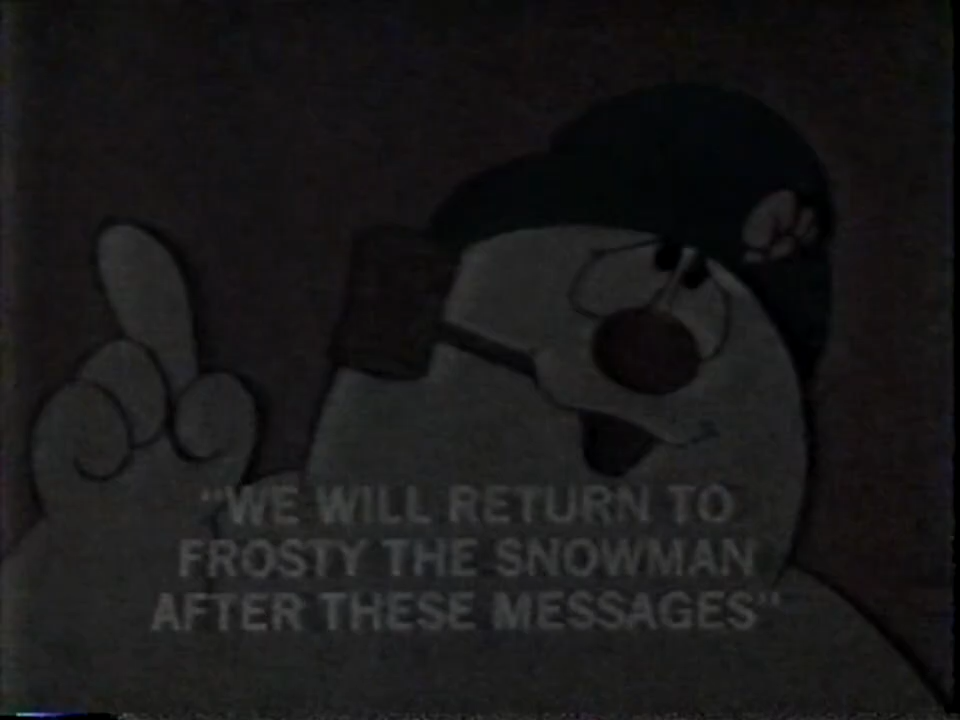 "WE WILL RETURN TO
FROSTY THE SNOWMAN
AFTER THESE MESSAGES"